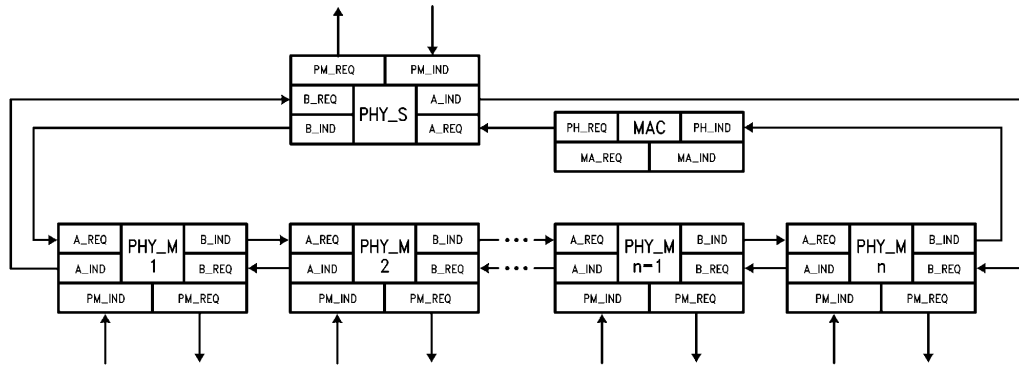 PM_REQ PM_IND
B_REQ PHY_S A_IND
B_IND A_REQ
PH_REQ MAC PH_IND
MA_REQ MA_IND
A_REQ PHY_M 1 B_IND
A_IND B_REQ
PM_IND PM_REQ
A_REQ PHY_M 2 B_IND
A_IND B_REQ
PM_IND PM_REQ
A_REQ PHY_M n-1 B_IND
A_IND B_REQ
PM_IND PM_REQ
A_REQ PHY_M n B_IND
A_IND B_REQ
PM_IND PM_REQ